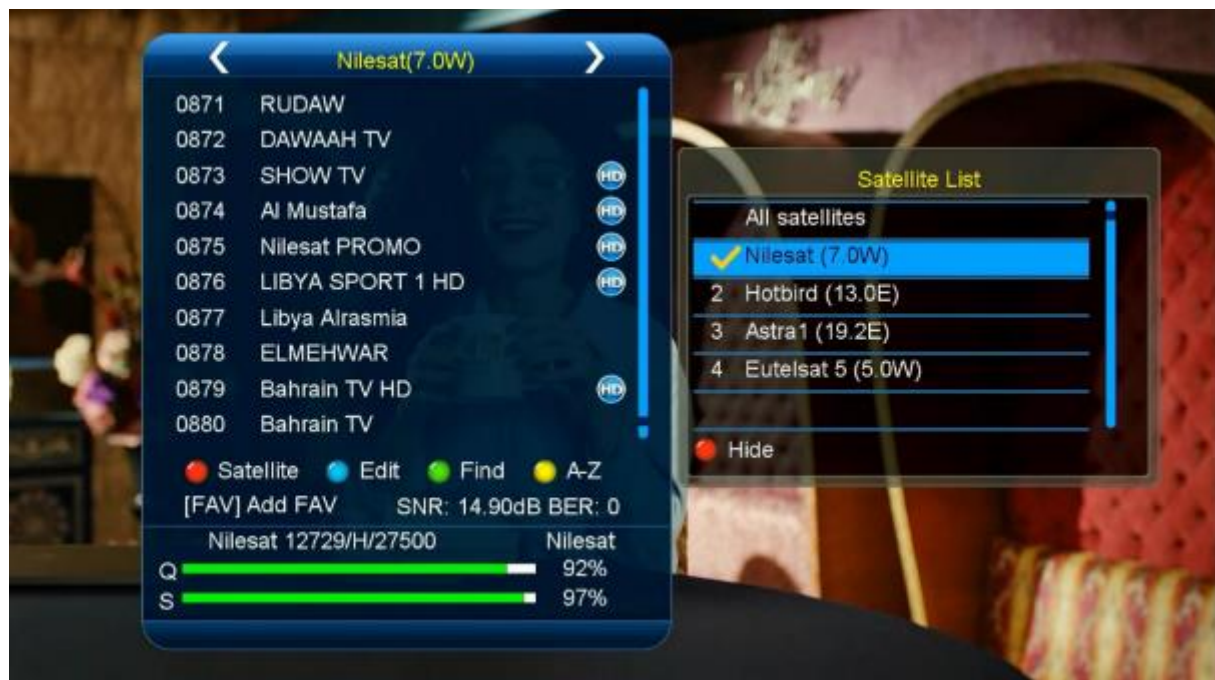 Nilesat(7.0W)
0871 RUDAW
0872 DAWAAH TV
0873 SHOW TV HD
0874 Al Mustafa HD
0875 Nilesat PROMO HD
0876 LIBYA SPORT 1 HD HD
0877 Libya Alrasmia
0878 ELMEHWAR
0879 Bahrain TV HD HD
0880 Bahrain TV
Satellite Edit Find A-Z
[FAV] Add FAV SNR: 14.90dB BER: 0
Nilesat 12729/H/27500 Nilesat
Q 92%
S 97%
Satellite List
All satellites
Nilesat (7.0W)
2 Hotbird (13.0E)
3 Astra1 (19.2E)
4 Eutelsat 5 (5.0W)
Hide